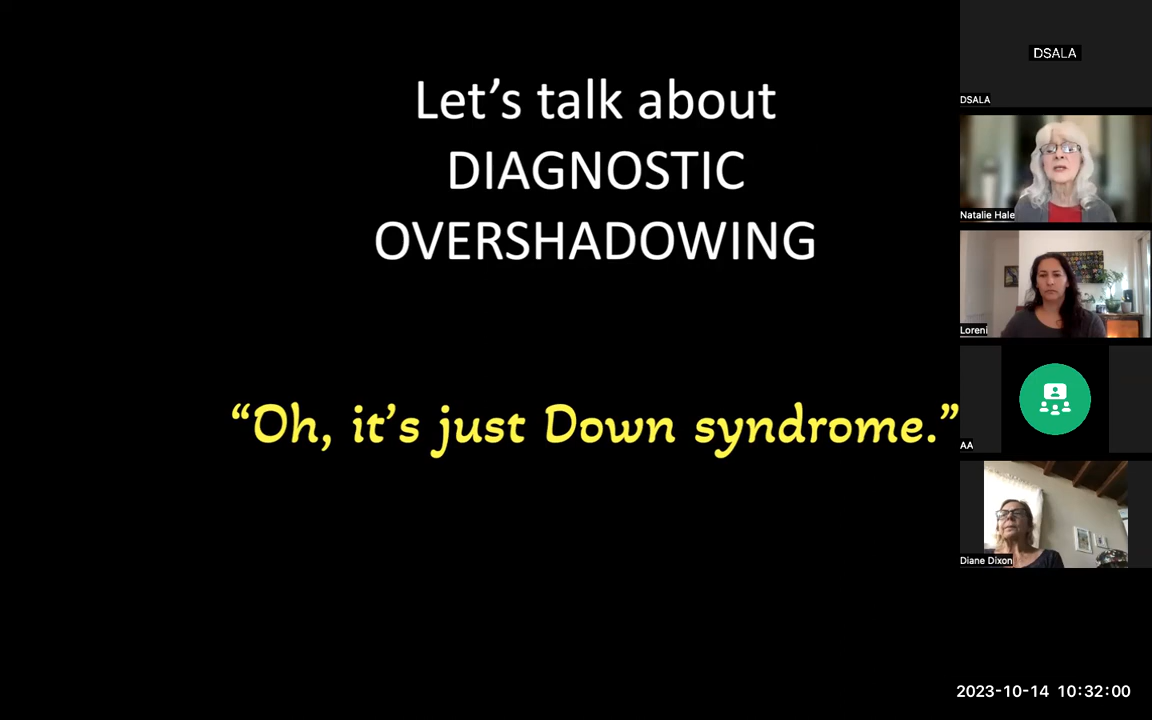 Let's talk about
DIAGNOSTIC
OVERSHADOWING
“Oh, it's just Down syndrome.”
DSALA
DSALA
Natalie Hale
Loreni
AA
Diane Dixon
2023-10-14 10:32:00